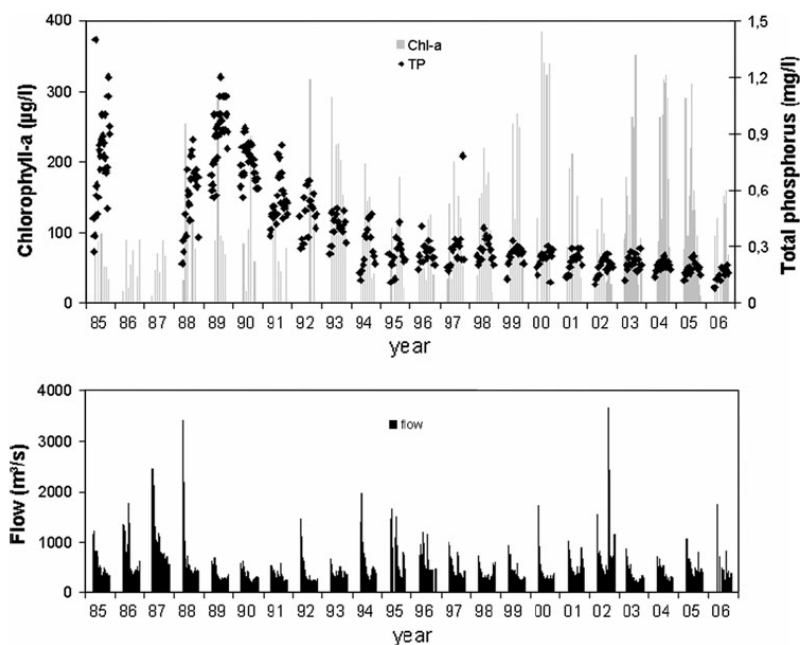 400
300
200
100
0
Chlorophyll-a (µg/l)
Chl-a
TP
1,5
1,2
0,9
0,6
0,3
0,0
Total phosphorus (mg/l)
85 86 87 88 89 90 91 92 93 94 95 96 97 98 99 00 01 02 03 04 05 06
year
4000
3000
2000
1000
0
Flow (m³/s)
flow
85 86 87 88 89 90 91 92 93 94 95 96 97 98 99 00 01 02 03 04 05 06
year